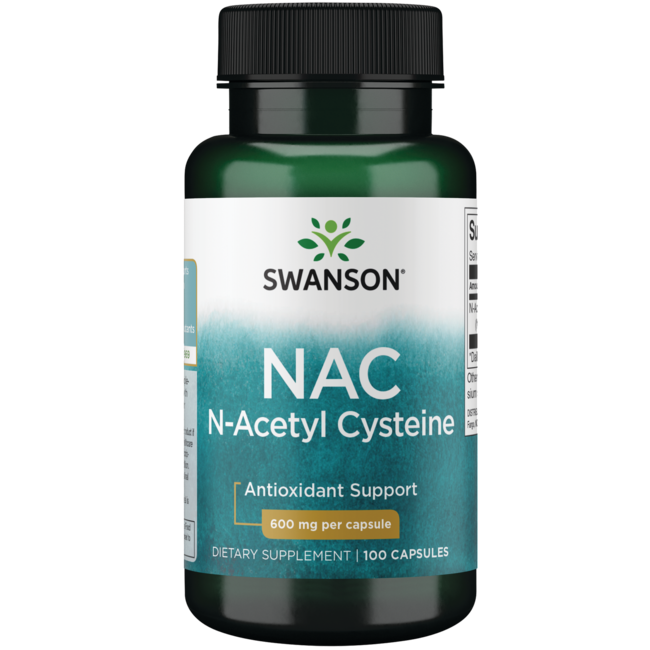 SWANSON®
NAC
N-Acetyl Cysteine
Antioxidant Support
600 mg per capsule
DIETARY SUPPLEMENT | 100 CAPSULES